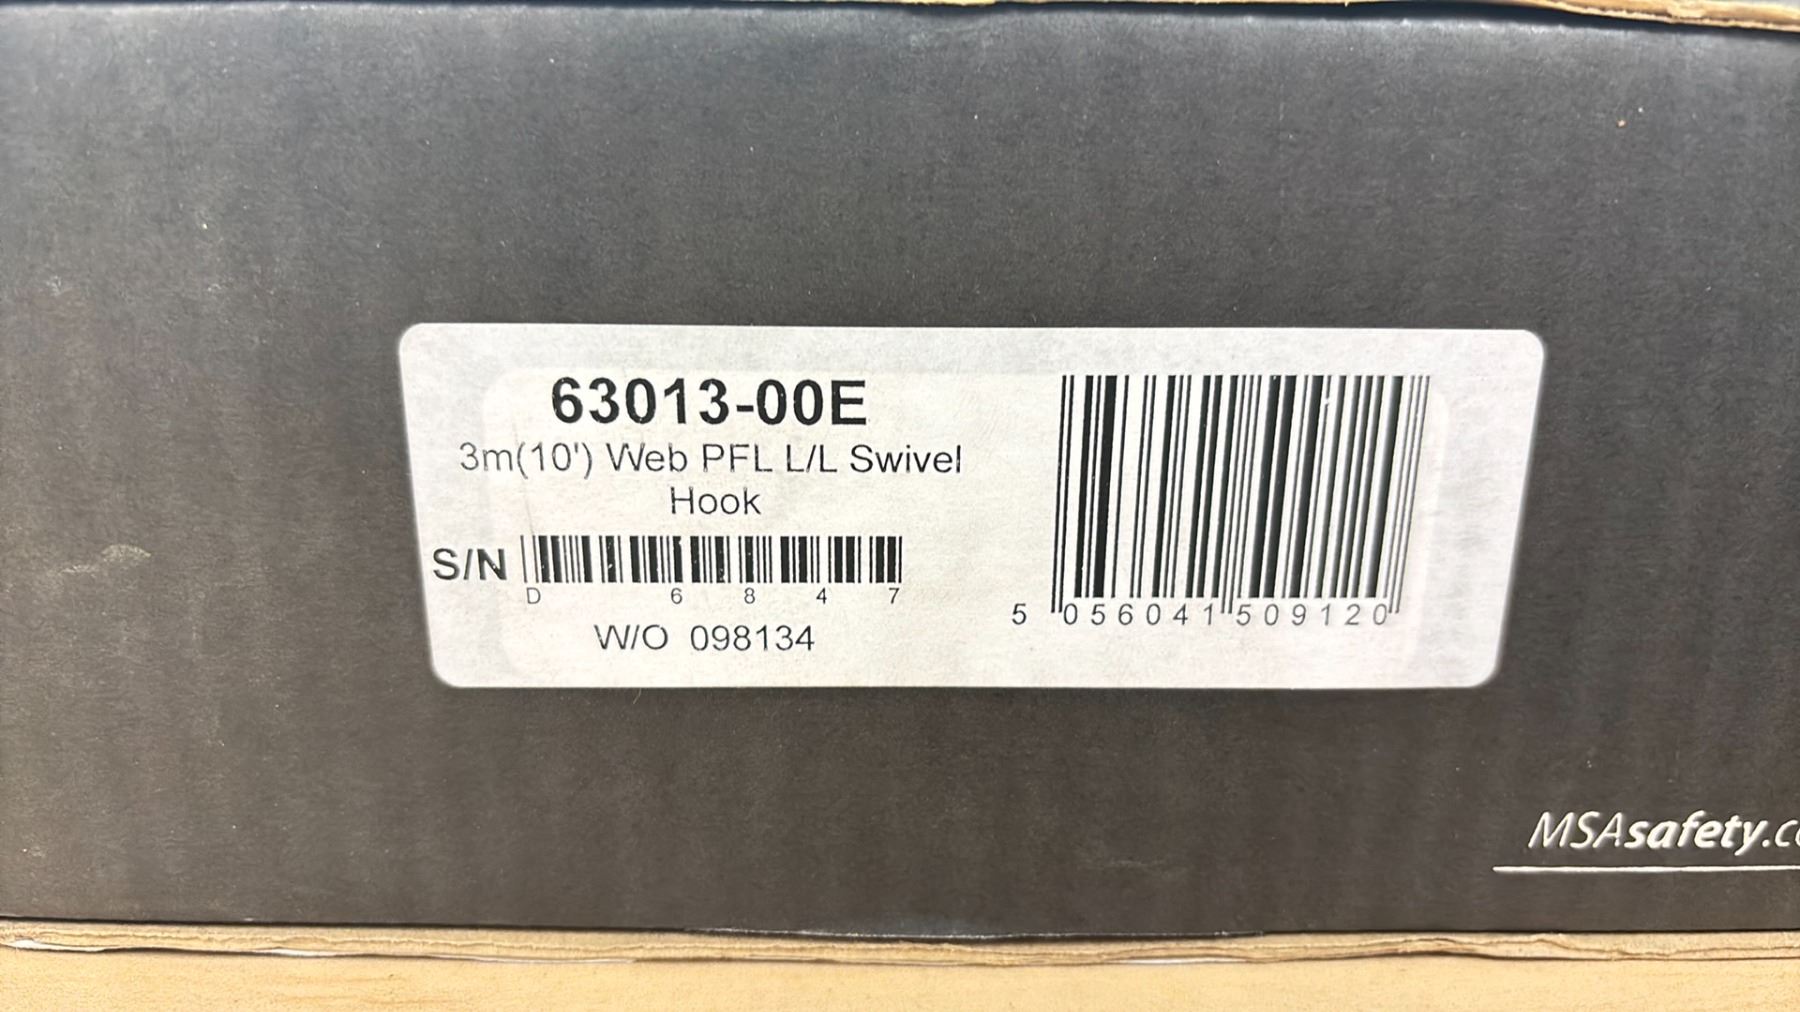 63013-00E
3m(10') Web PFL L/L Swivel
Hook
S/N
D 6 8 4 7
W/O 098134
5 056041 509120
MSAsafety.c